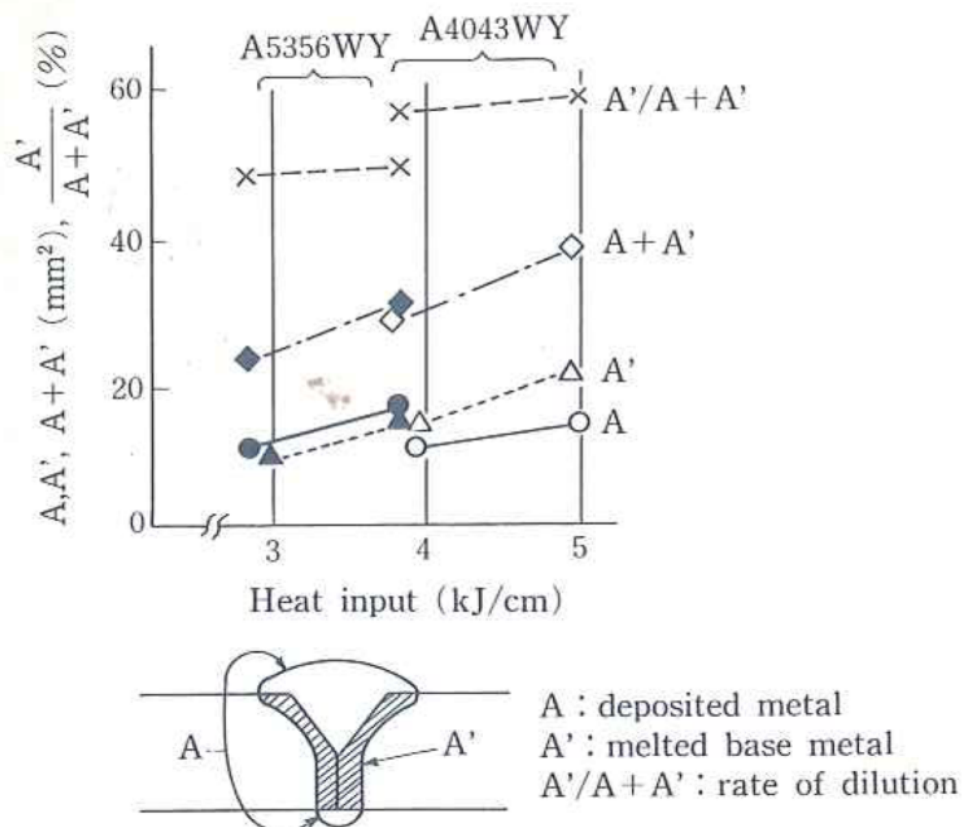 A5356WY
A4043WY
A,A', A+A' (mm²), A' / A+A' (%)
60
40
20
0
A'/A+A'
A+A'
A'
A
3
4
5
Heat input (kJ/cm)
A
A'
A : deposited metal
A' : melted base metal
A'/A+A' : rate of dilution